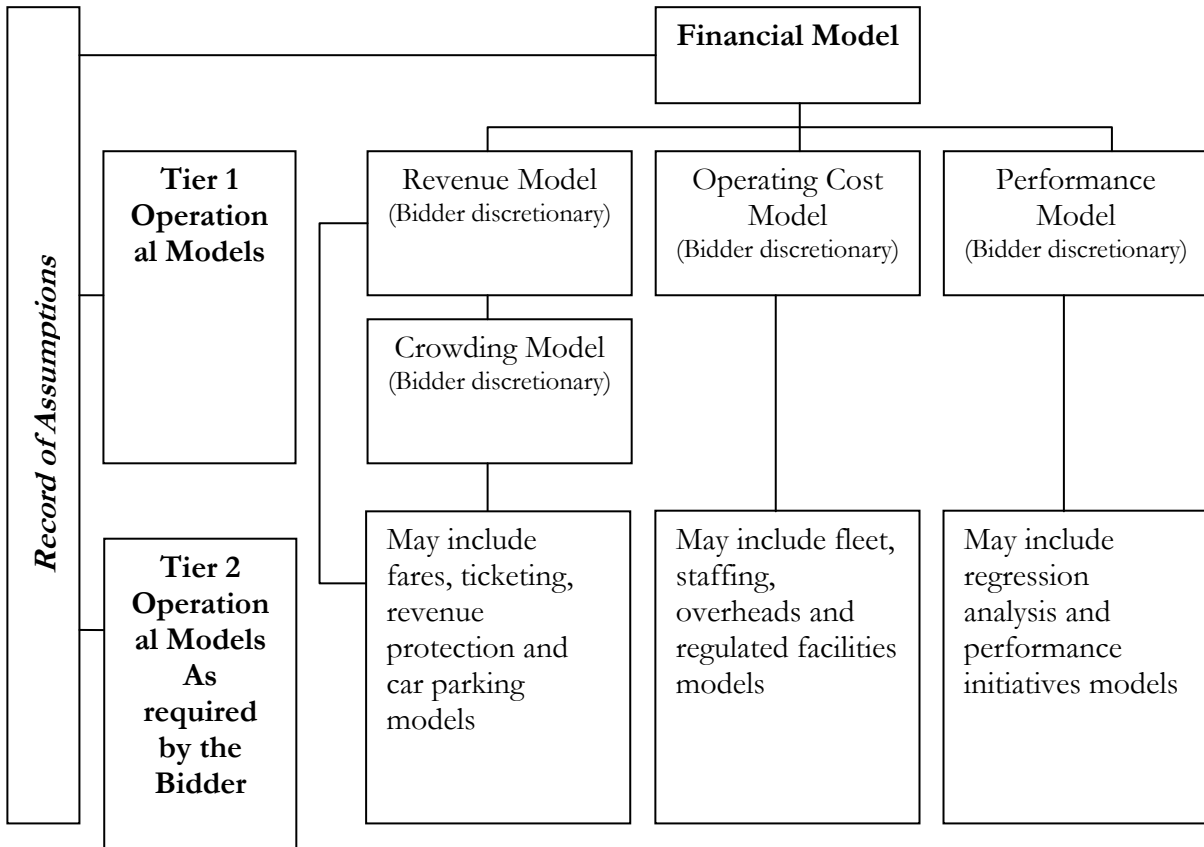 Financial Model
Record of Assumptions
Tier 1
Operation
al Models
Revenue Model
(Bidder discretionary)
Operating Cost
Model
(Bidder discretionary)
Performance
Model
(Bidder discretionary)
Crowding Model
(Bidder discretionary)
Tier 2
Operation
al Models
As
required
by the
Bidder
May include
fares, ticketing,
revenue
protection and
car parking
models
May include fleet,
staffing,
overheads and
regulated facilities
models
May include
regression
analysis and
performance
initiatives models